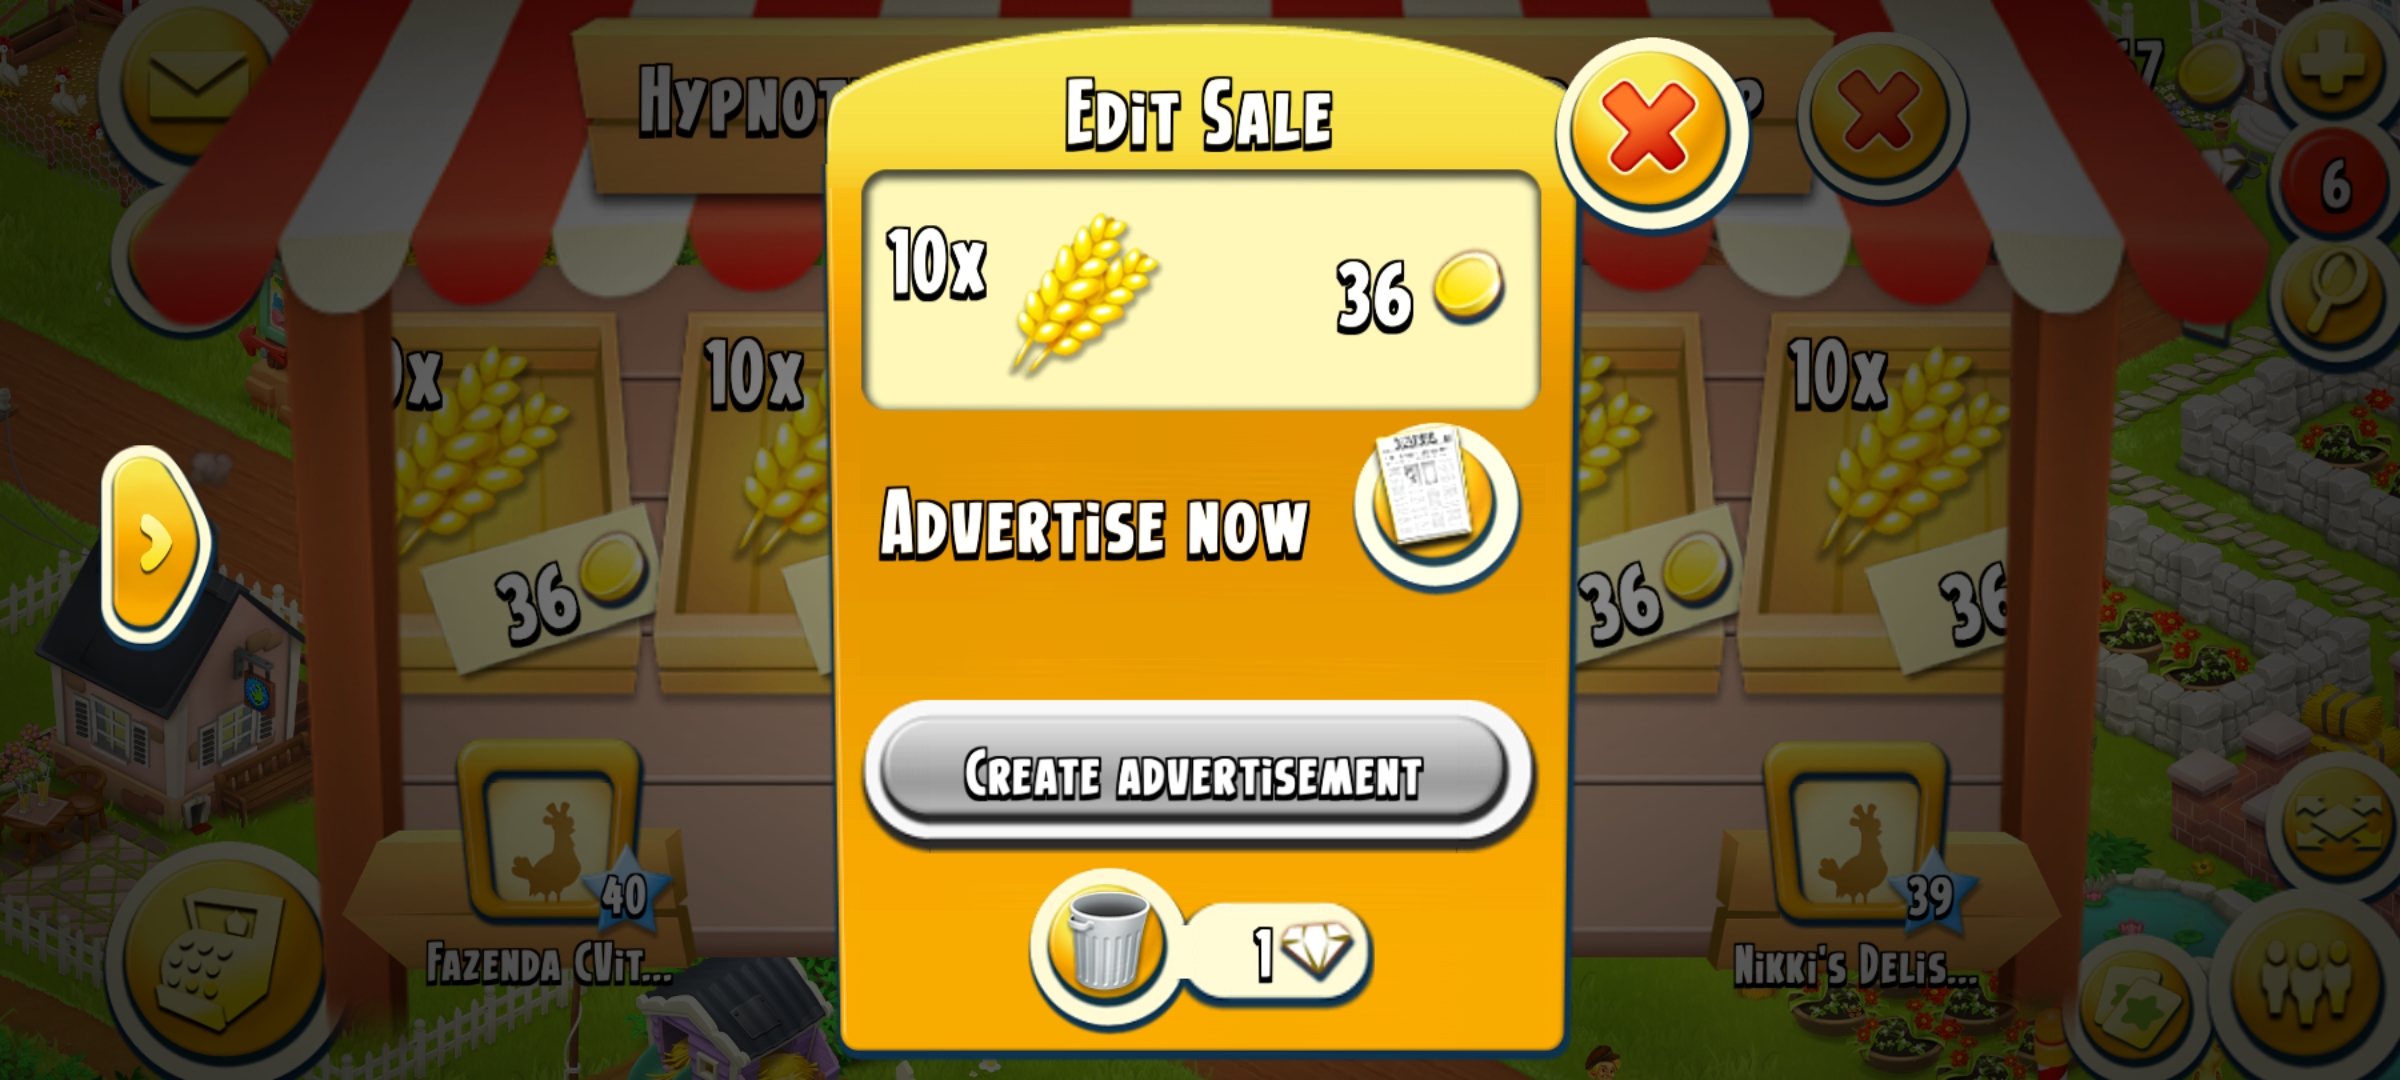 HYPNOT
EDIT SALE
7
6
10x
36
x
36
10x
36
10x
36
ADVERTISE NOW
CREATE ADVERTISEMENT
40
FAZENDA CVIT...
1
39
NIKKI'S DELIS...